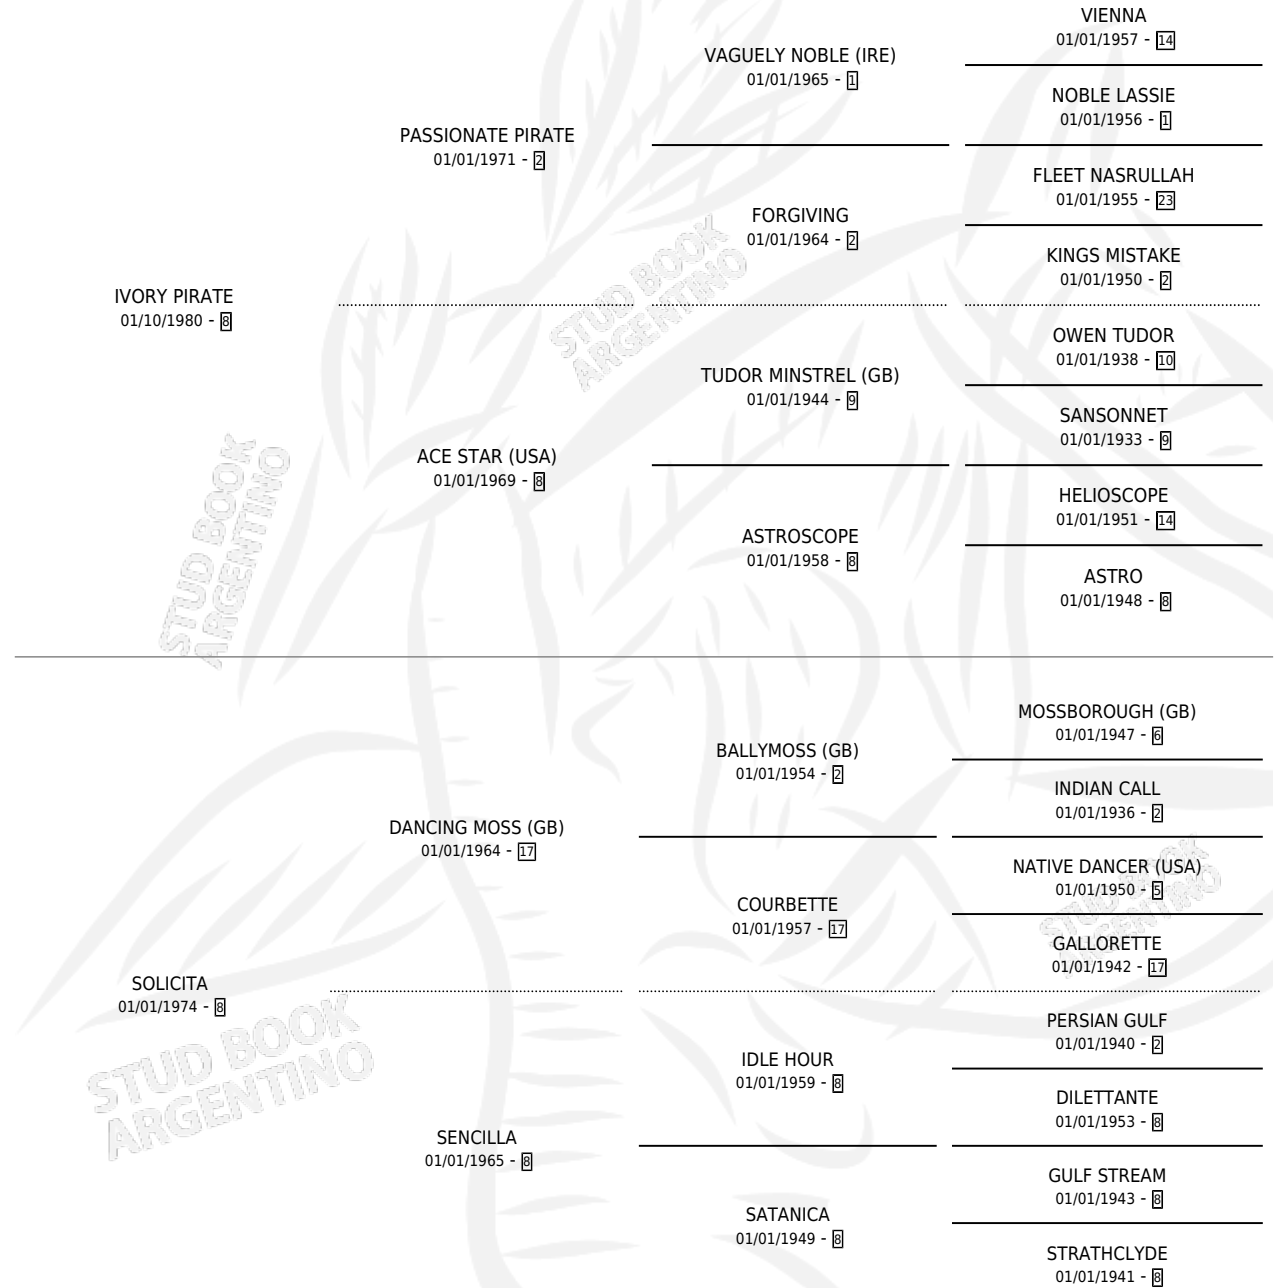 VIENNA
01/01/1957 - 14
VAGUELY NOBLE (IRE)
01/01/1965 - 1
NOBLE LASSIE
01/01/1956 - 1
PASSIONATE PIRATE
01/01/1971 - 2
FLEET NASRULLAH
01/01/1955 - 23
FORGIVING
01/01/1964 - 2
KINGS MISTAKE
01/01/1950 - 2
IVORY PIRATE
01/10/1980 - 8
OWEN TUDOR
01/01/1938 - 10
TUDOR MINSTREL (GB)
01/01/1944 - 9
SANSONNET
01/01/1933 - 9
ACE STAR (USA)
01/01/1969 - 8
HELIOSCOPE
01/01/1951 - 14
ASTROSCOPE
01/01/1958 - 8
ASTRO
01/01/1948 - 8
MOSSBOROUGH (GB)
01/01/1947 - 6
BALLYMOSS (GB)
01/01/1954 - 2
INDIAN CALL
01/01/1936 - 2
DANCING MOSS (GB)
01/01/1964 - 17
NATIVE DANCER (USA)
01/01/1950 - 5
COURBETTE
01/01/1957 - 17
GALLORETTE
01/01/1942 - 17
SOLICITA
01/01/1974 - 8
PERSIAN GULF
01/01/1940 - 2
IDLE HOUR
01/01/1959 - 8
DILETTANTE
01/01/1953 - 8
SENCILLA
01/01/1965 - 8
GULF STREAM
01/01/1943 - 8
SATANICA
01/01/1949 - 8
STRATHCLYDE
01/01/1941 - 8
STUD BOOK
ARGENTINO
STUD BOOK
ARGENTINO
STUD BOOK
ARGENTINO
STUD BOOK
ARGENTINO